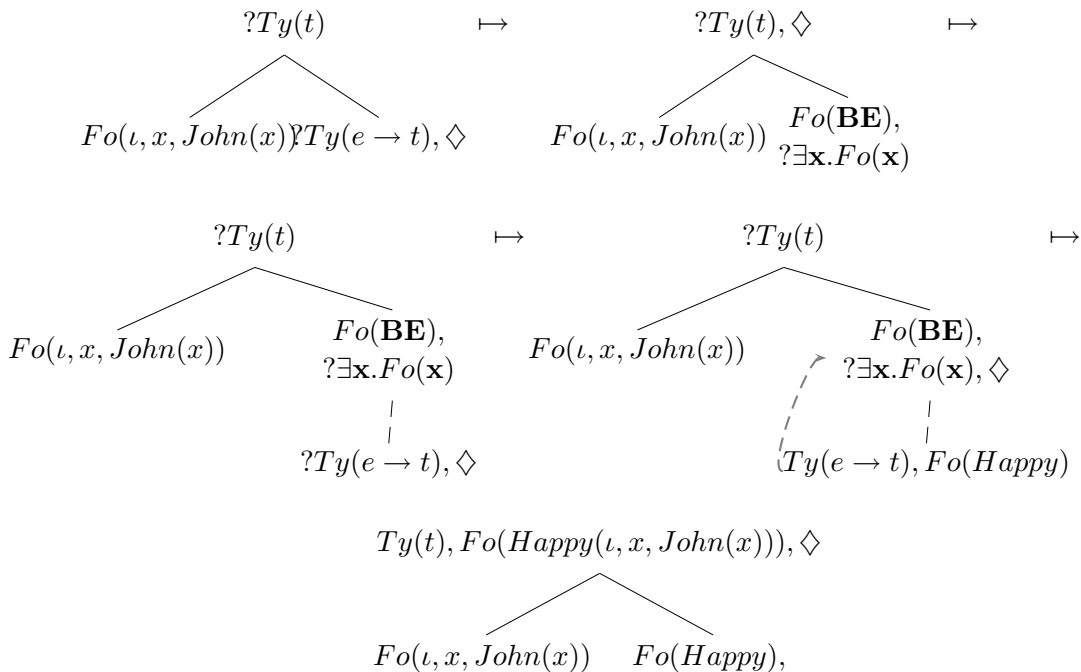 ?Ty(t) ↦ ?Ty(t), ◇ ↦
Fo(ι, x, John(x)) ?Ty(e → t), ◇ Fo(ι, x, John(x)) Fo(BE),
?∃x.Fo(x)
?Ty(t) ↦ ?Ty(t) ↦
Fo(ι, x, John(x)) Fo(BE), Fo(ι, x, John(x)) Fo(BE),
?∃x.Fo(x) ?∃x.Fo(x), ◇
?Ty(e → t), ◇ Ty(e → t), Fo(Happy)
Ty(t), Fo(Happy(ι, x, John(x))), ◇
Fo(ι, x, John(x)) Fo(Happy),